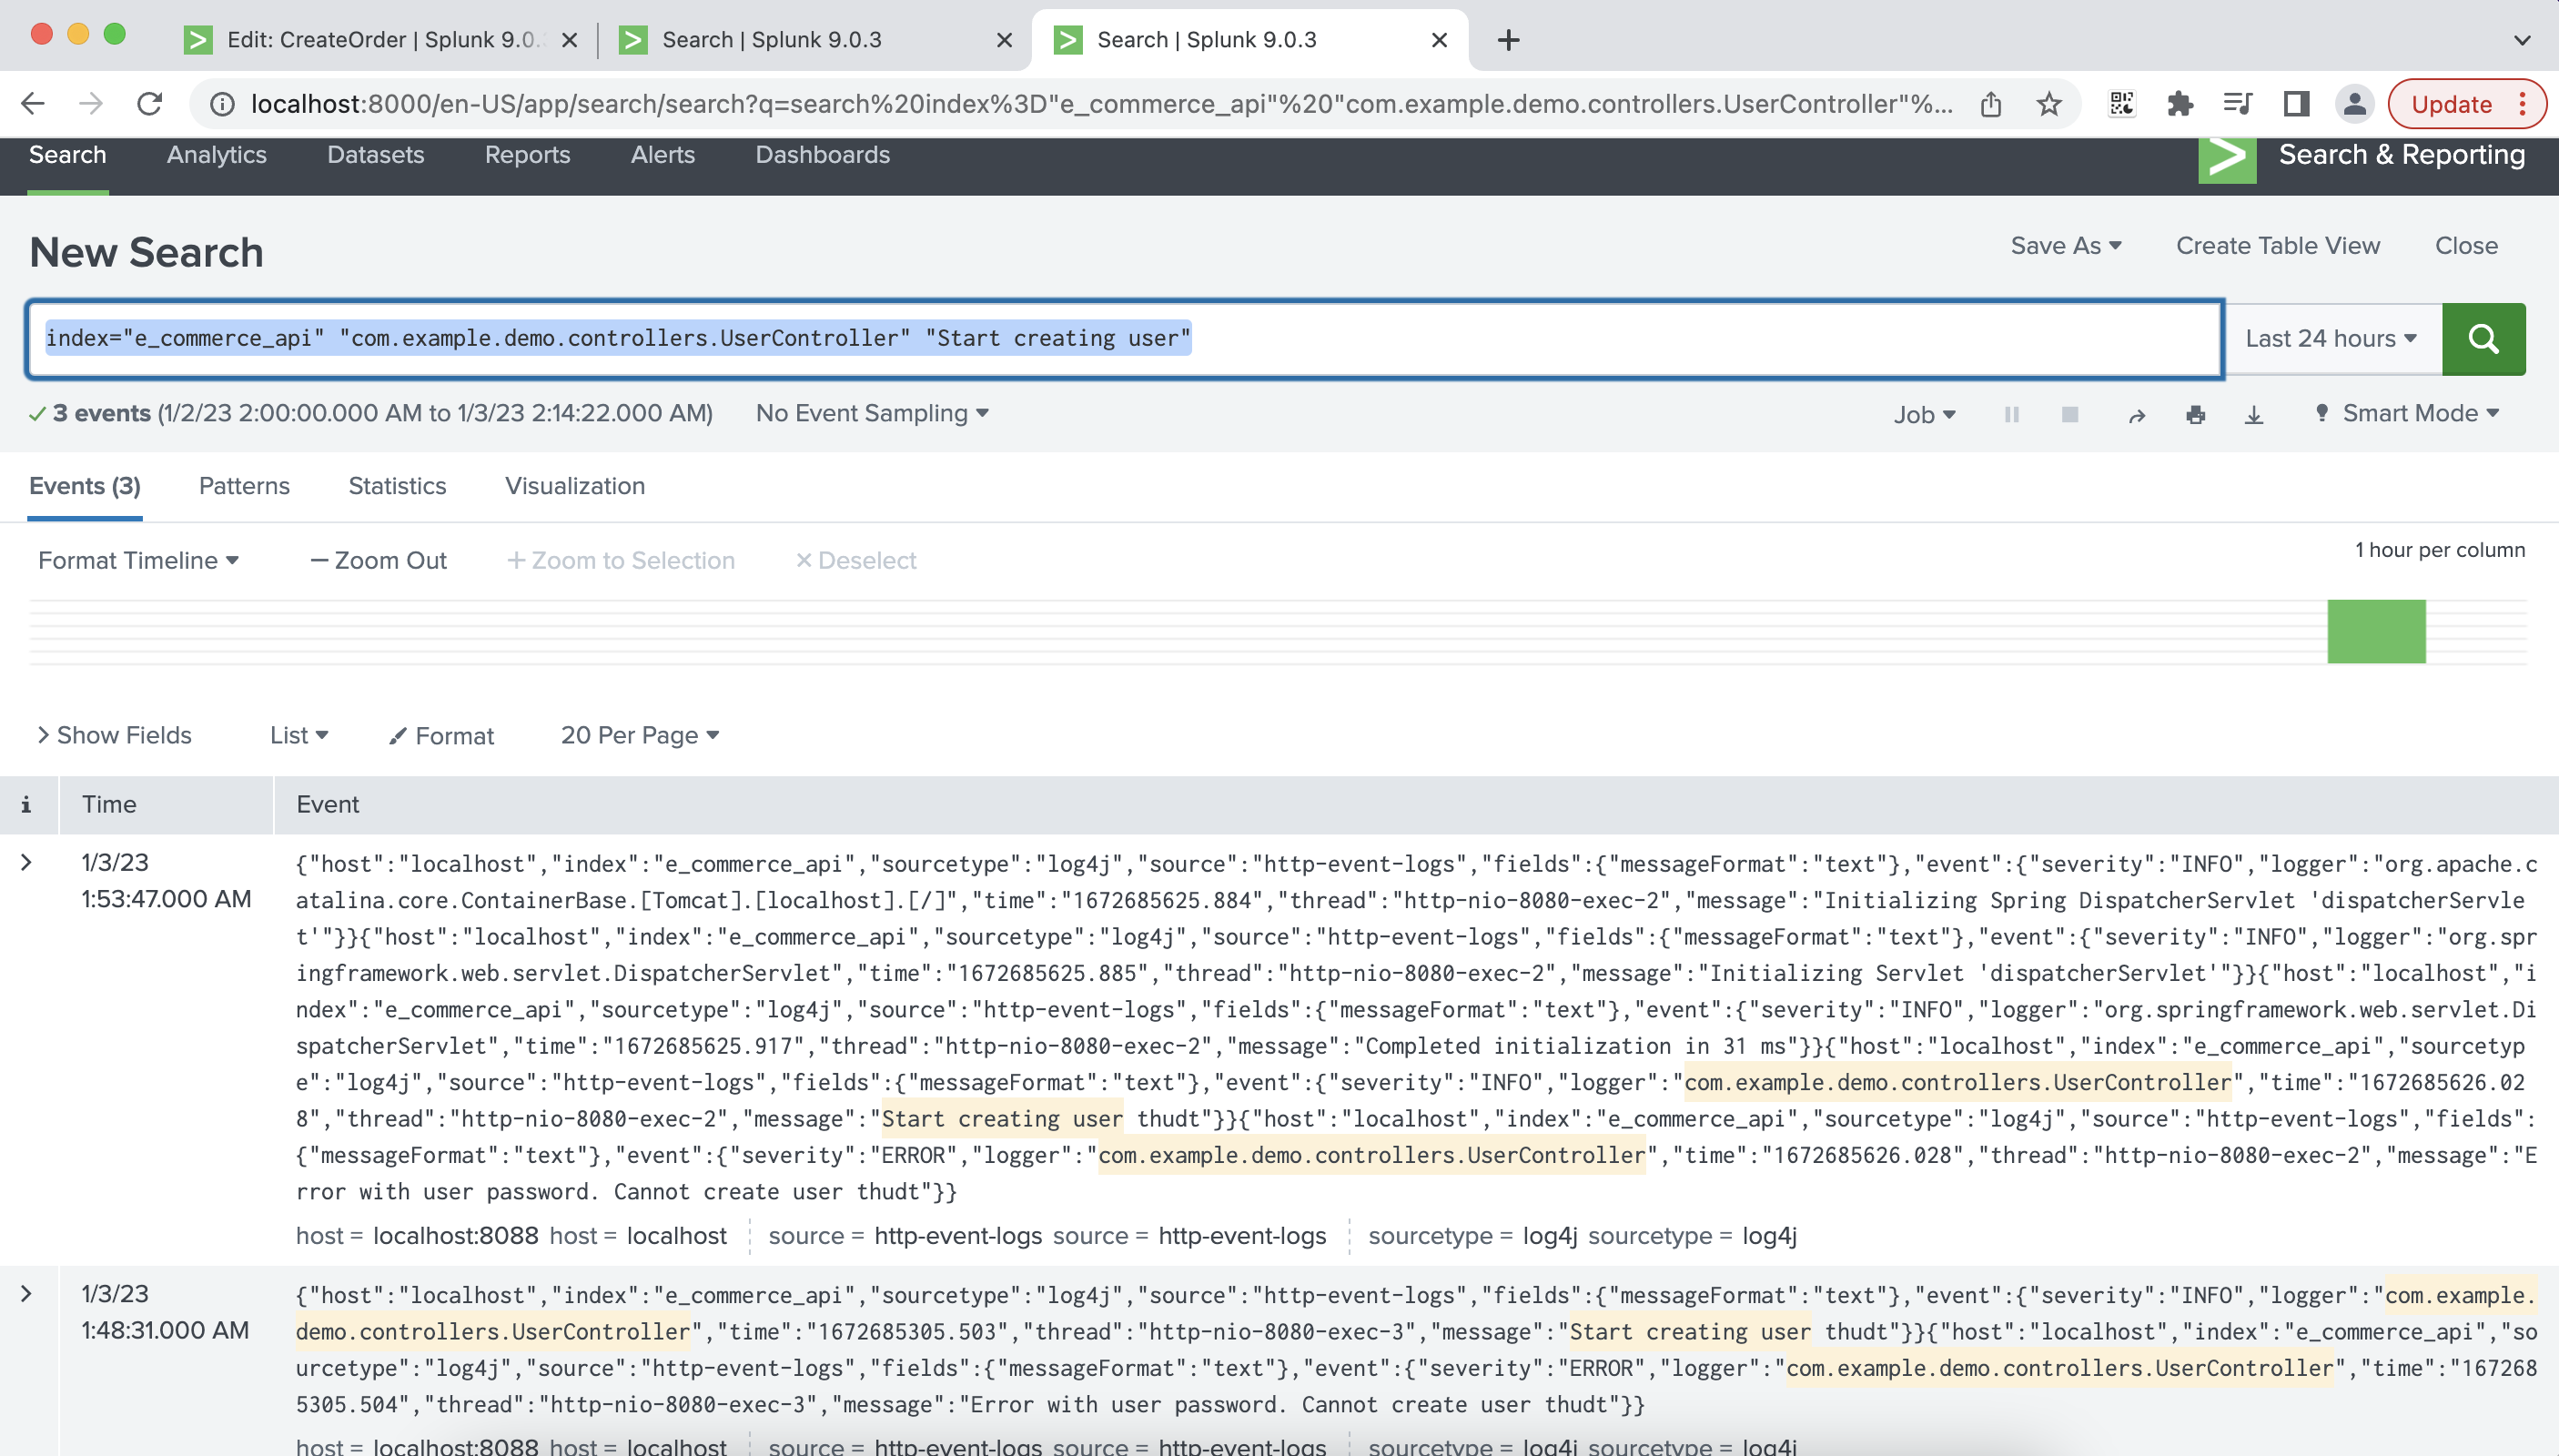 Edit: CreateOrder | Splunk 9.0.
Search | Splunk 9.0.3
Search | Splunk 9.0.3
localhost:8000/en-US/app/search/search?q=search%20index%3D"e_commerce_api"%20"com.example.demo.controllers.UserController"%...
Update
Search Analytics Datasets Reports Alerts Dashboards
Search & Reporting
New Search
Save As Create Table View Close
index="e_commerce_api" "com.example.demo.controllers.UserController" "Start creating user"
Last 24 hours
3 events (1/2/23 2:00:00.000 AM to 1/3/23 2:14:22.000 AM) No Event Sampling
Job Smart Mode
Events (3) Patterns Statistics Visualization
Format Timeline — Zoom Out + Zoom to Selection × Deselect
1 hour per column
> Show Fields List Format 20 Per Page
i Time Event
1/3/23
1:53:47.000 AM
{"host":"localhost","index":"e_commerce_api","sourcetype":"log4j","source":"http-event-logs","fields":{"messageFormat":"text"},"event":{"severity":"INFO","logger":"org.apache.c
atalina.core.ContainerBase.[Tomcat].[localhost].[/]","time":"1672685625.884","thread":"http-nio-8080-exec-2","message":"Initializing Spring DispatcherServlet 'dispatcherServle
t'"}}{"host":"localhost","index":"e_commerce_api","sourcetype":"log4j","source":"http-event-logs","fields":{"messageFormat":"text"},"event":{"severity":"INFO","logger":"org.spr
ingframework.web.servlet.DispatcherServlet","time":"1672685625.885","thread":"http-nio-8080-exec-2","message":"Initializing Servlet 'dispatcherServlet'"}}{"host":"localhost","i
ndex":"e_commerce_api","sourcetype":"log4j","source":"http-event-logs","fields":{"messageFormat":"text"},"event":{"severity":"INFO","logger":"org.springframework.web.servlet.Di
spatcherServlet","time":"1672685625.917","thread":"http-nio-8080-exec-2","message":"Completed initialization in 31 ms"}}{"host":"localhost","index":"e_commerce_api","sourcetyp
e":"log4j","source":"http-event-logs","fields":{"messageFormat":"text"},"event":{"severity":"INFO","logger":"com.example.demo.controllers.UserController","time":"1672685626.02
8","thread":"http-nio-8080-exec-2","message":"Start creating user thudt"}}{"host":"localhost","index":"e_commerce_api","sourcetype":"log4j","source":"http-event-logs","fields":
{"messageFormat":"text"},"event":{"severity":"ERROR","logger":"com.example.demo.controllers.UserController","time":"1672685626.028","thread":"http-nio-8080-exec-2","message":"E
rror with user password. Cannot create user thudt"}}
host = localhost:8088 host = localhost source = http-event-logs source = http-event-logs sourcetype = log4j sourcetype = log4j
1/3/23
1:48:31.000 AM
{"host":"localhost","index":"e_commerce_api","sourcetype":"log4j","source":"http-event-logs","fields":{"messageFormat":"text"},"event":{"severity":"INFO","logger":"com.example.
demo.controllers.UserController","time":"1672685305.503","thread":"http-nio-8080-exec-3","message":"Start creating user thudt"}}{"host":"localhost","index":"e_commerce_api","so
urcetype":"log4j","source":"http-event-logs","fields":{"messageFormat":"text"},"event":{"severity":"ERROR","logger":"com.example.demo.controllers.UserController","time":"167268
5305.504","thread":"http-nio-8080-exec-3","message":"Error with user password. Cannot create user thudt"}}
host = localhost:8088 host = localhost source = http-event-logs source = http-event-logs sourcetype = log4j sourcetype = log4j